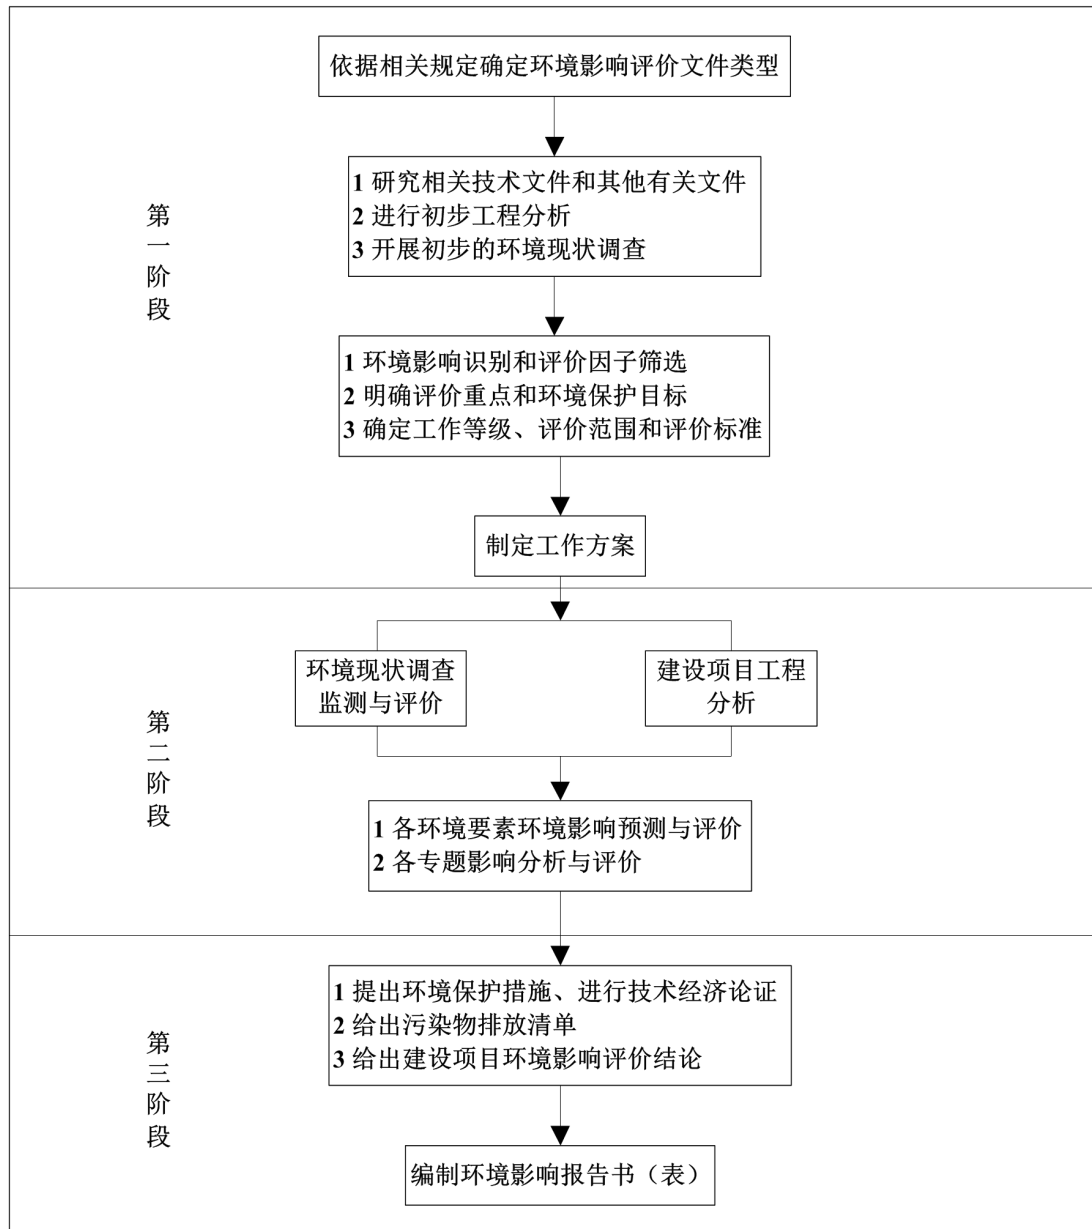 依据相关规定确定环境影响评价文件类型
第一阶段
1 研究相关技术文件和其他有关文件
2 进行初步工程分析
3 开展初步的环境现状调查
1 环境影响识别和评价因子筛选
2 明确评价重点和环境保护目标
3 确定工作等级、评价范围和评价标准
制定工作方案
第二阶段
环境现状调查
监测与评价
建设项目工程
分析
1 各环境要素环境影响预测与评价
2 各专题影响分析与评价
第三阶段
1 提出环境保护措施、进行技术经济论证
2 给出污染物排放清单
3 给出建设项目环境影响评价结论
编制环境影响报告书（表）